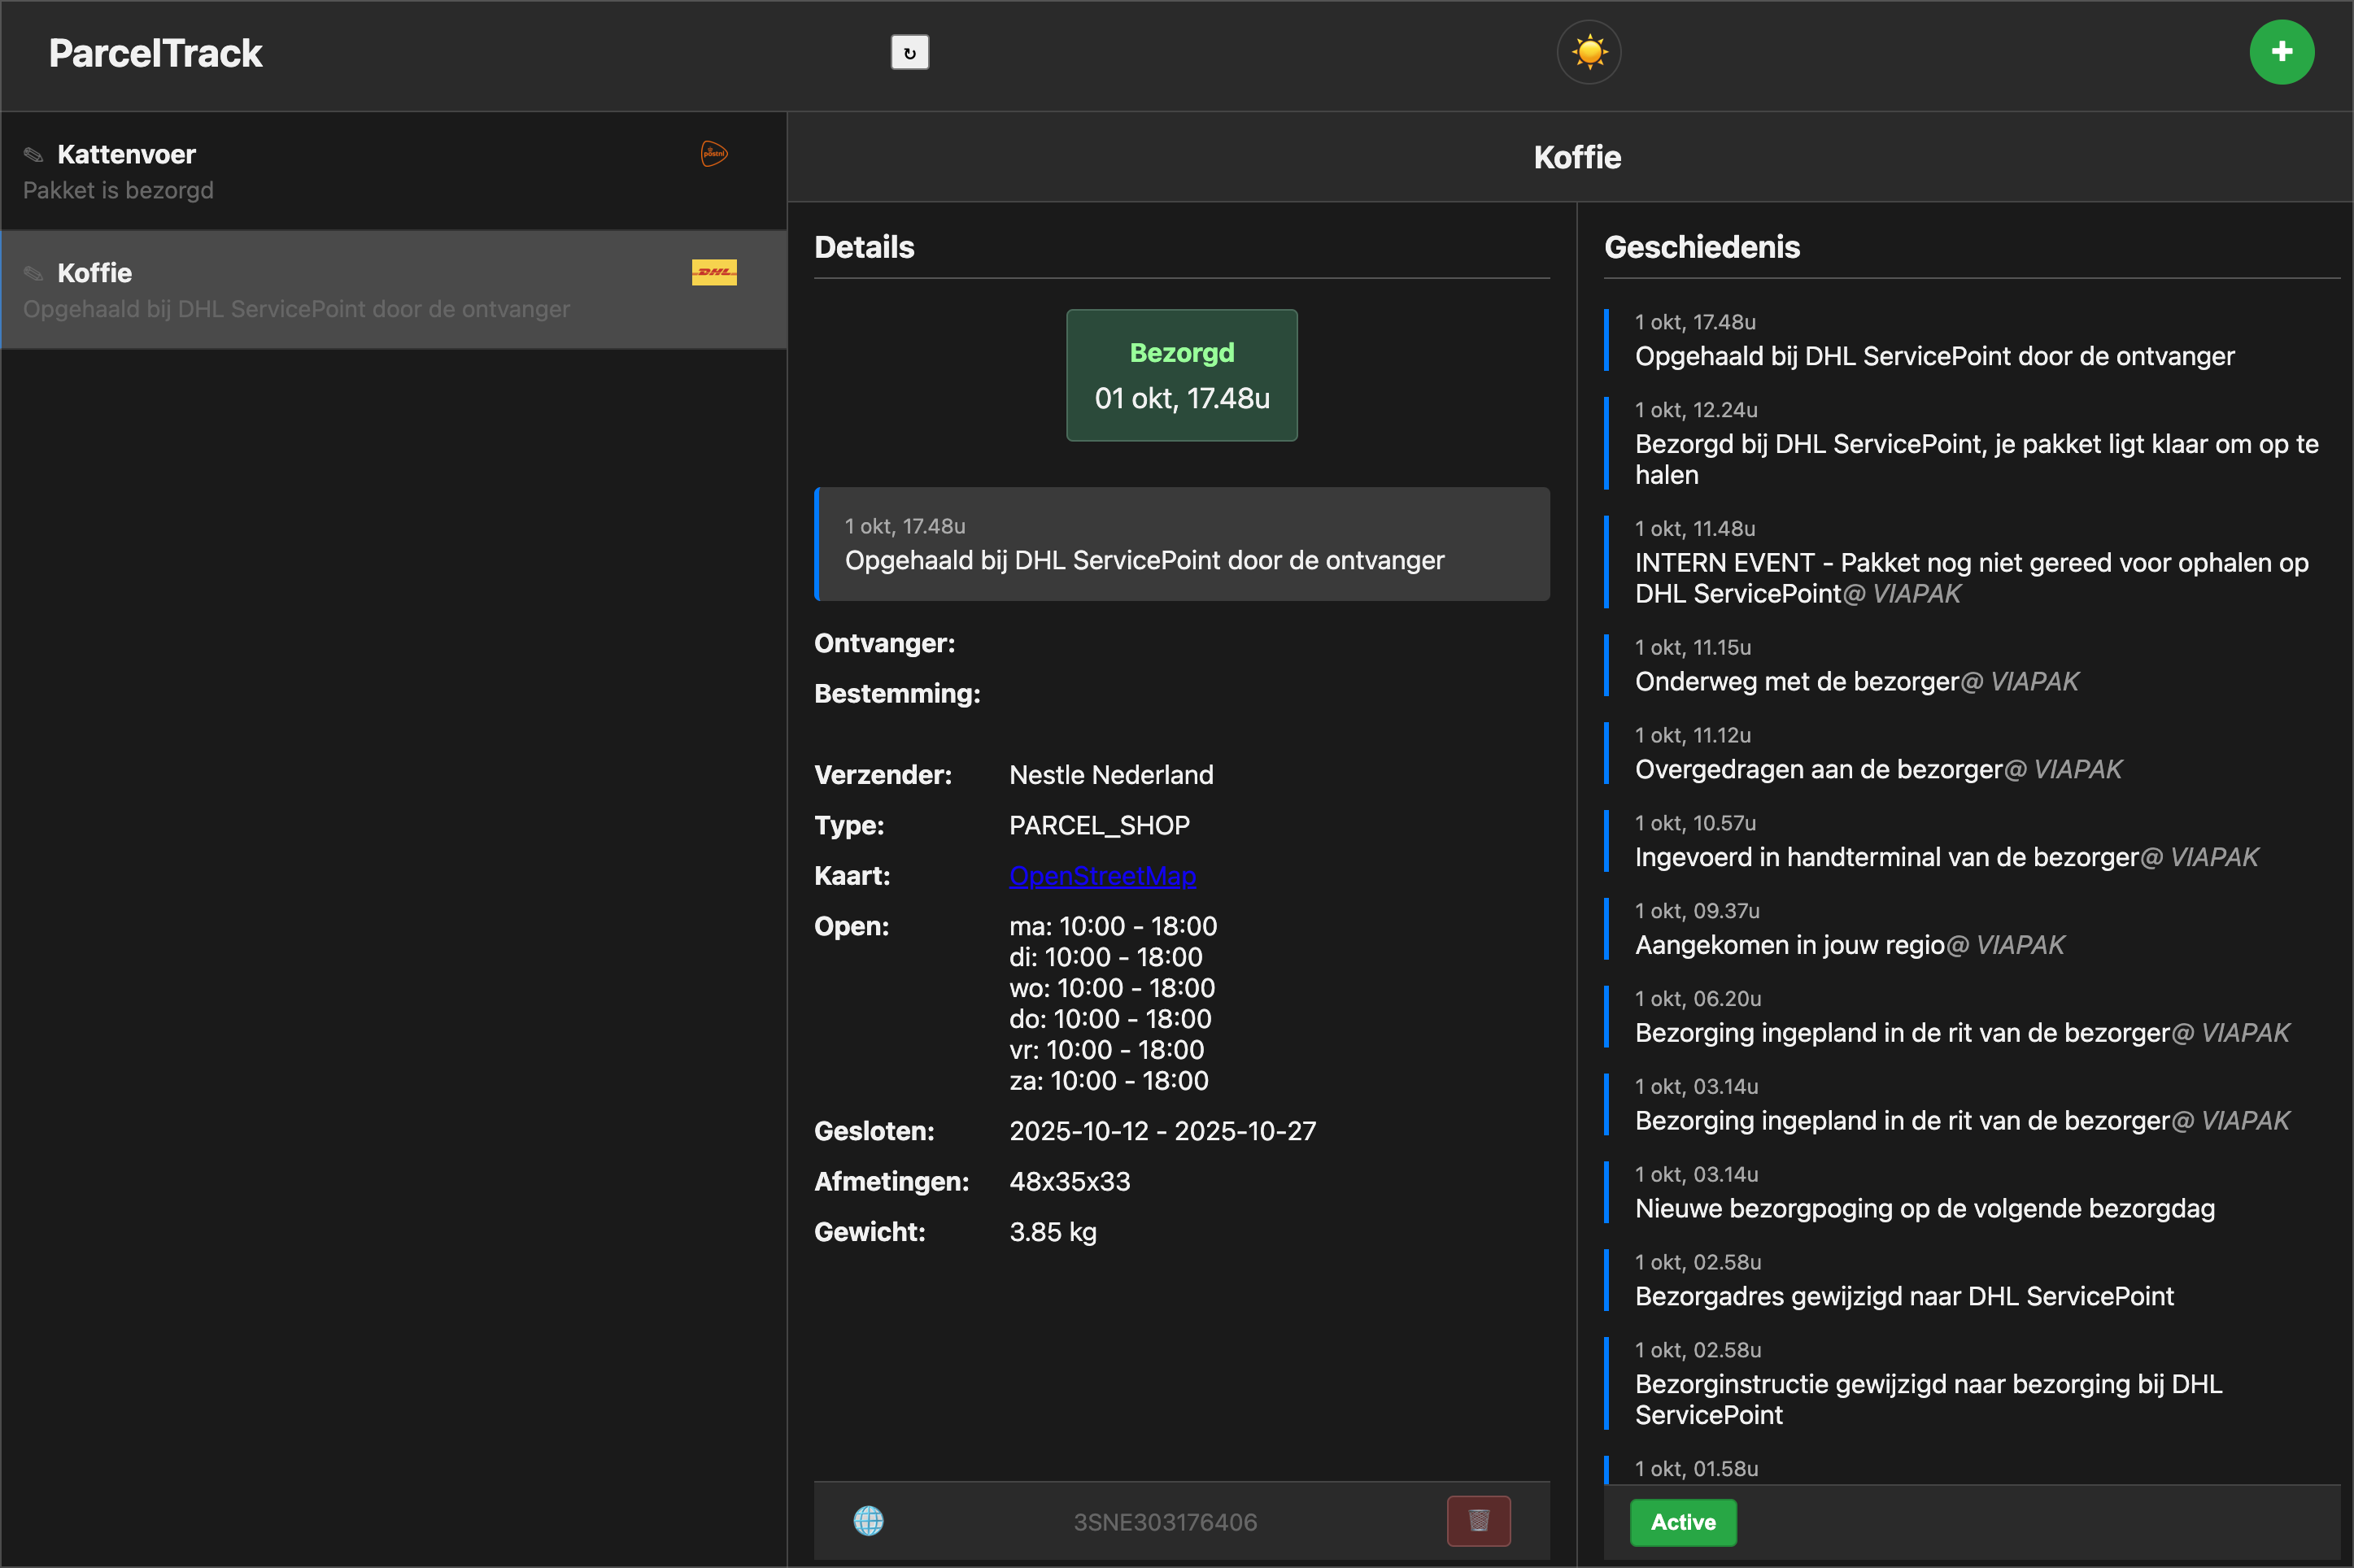 ParcelTrack
Kattenvoer
postnl
Pakket is bezorgd
Koffie
DHL
Opgehaald bij DHL ServicePoint door de ontvanger
Koffie
Details
Bezorgd
01 okt, 17.48u
1 okt, 17.48u
Opgehaald bij DHL ServicePoint door de ontvanger
Ontvanger:
Bestemming:
Verzender: Nestle Nederland
Type: PARCEL_SHOP
Kaart: OpenStreetMap
Open: ma: 10:00 - 18:00
di: 10:00 - 18:00
wo: 10:00 - 18:00
do: 10:00 - 18:00
vr: 10:00 - 18:00
za: 10:00 - 18:00
Gesloten: 2025-10-12 - 2025-10-27
Afmetingen: 48x35x33
Gewicht: 3.85 kg
3SNE303176406
Geschiedenis
1 okt, 17.48u
Opgehaald bij DHL ServicePoint door de ontvanger
1 okt, 12.24u
Bezorgd bij DHL ServicePoint, je pakket ligt klaar om op te
halen
1 okt, 11.48u
INTERN EVENT - Pakket nog niet gereed voor ophalen op
DHL ServicePoint@ VIAPAK
1 okt, 11.15u
Onderweg met de bezorger@ VIAPAK
1 okt, 11.12u
Overgedragen aan de bezorger@ VIAPAK
1 okt, 10.57u
Ingevoerd in handterminal van de bezorger@ VIAPAK
1 okt, 09.37u
Aangekomen in jouw regio@ VIAPAK
1 okt, 06.20u
Bezorging ingepland in de rit van de bezorger@ VIAPAK
1 okt, 03.14u
Bezorging ingepland in de rit van de bezorger@ VIAPAK
1 okt, 03.14u
Nieuwe bezorgpoging op de volgende bezorgdag
1 okt, 02.58u
Bezorgadres gewijzigd naar DHL ServicePoint
1 okt, 02.58u
Bezorginstructie gewijzigd naar bezorging bij DHL
ServicePoint
1 okt, 01.58u
Active